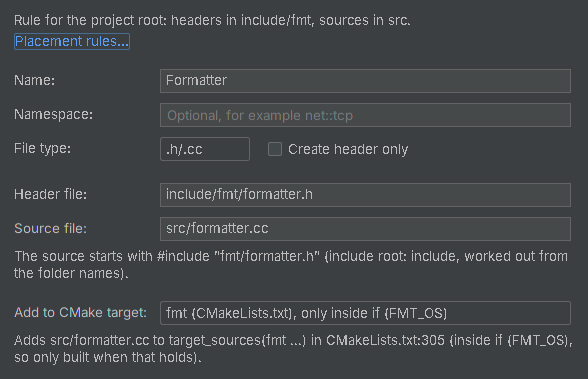 Rule for the project root: headers in include/fmt, sources in src.
Placement rules...
Name: Formatter
Namespace: Optional, for example net::tcp
File type: .h/.cc Create header only
Header file: include/fmt/formatter.h
Source file: src/formatter.cc
The source starts with #include "fmt/formatter.h" (include root: include, worked out from
the folder names).
Add to CMake target: fmt (CMakeLists.txt), only inside if (FMT_OS)
Adds src/formatter.cc to target_sources(fmt ...) in CMakeLists.txt:305 (inside if (FMT_OS),
so only built when that holds).